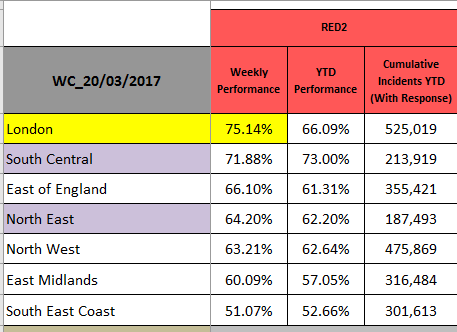 RED2
WC_20/03/2017
Weekly Performance
YTD Performance
Cumulative Incidents YTD (With Response)
London 75.14% 66.09% 525,019
South Central 71.88% 73.00% 213,919
East of England 66.10% 61.31% 355,421
North East 64.20% 62.20% 187,493
North West 63.21% 62.64% 475,869
East Midlands 60.09% 57.05% 316,484
South East Coast 51.07% 52.66% 301,613